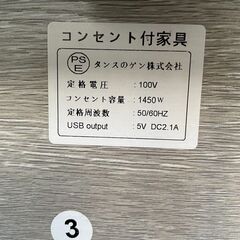 コンセント付家具
PS
E
タンスのゲン株式会社
定格電圧 : 100V
コンセント容量 : 1450W
定格周波数 : 50/60HZ
USB output : 5V DC2.1A
3